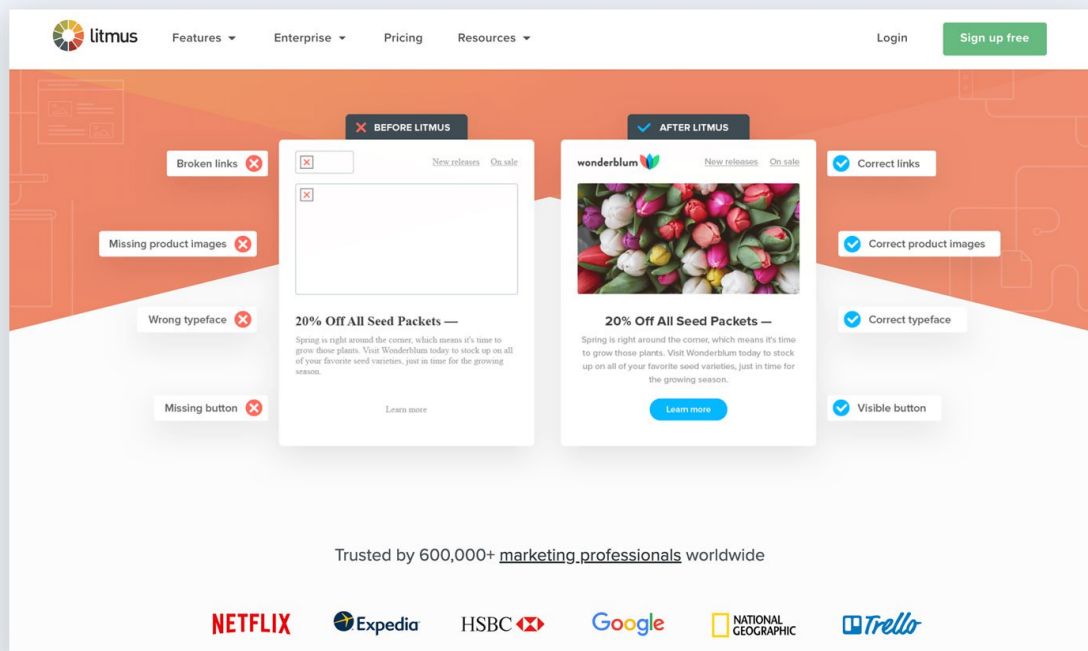 litmus
Features
Enterprise
Pricing
Resources
Login
Sign up free
BEFORE LITMUS
Broken links
Missing product images
Wrong typeface
Missing button
New releases On sale
20% Off All Seed Packets —
Spring is right around the corner, which means it's time to
grow those plants. Visit Wonderblum today to stock up on all
of your favorite seed varieties, just in time for the growing
season.
Learn more
AFTER LITMUS
wonderblum
New releases On sale
20% Off All Seed Packets —
Spring is right around the corner, which means it's time
to grow those plants. Visit Wonderblum today to stock
up on all of your favorite seed varieties, just in time for
the growing season.
Learn more
Correct links
Correct product images
Correct typeface
Visible button
Trusted by 600,000+ marketing professionals worldwide
NETFLIX
Expedia
HSBC
Google
NATIONAL
GEOGRAPHIC
Trello